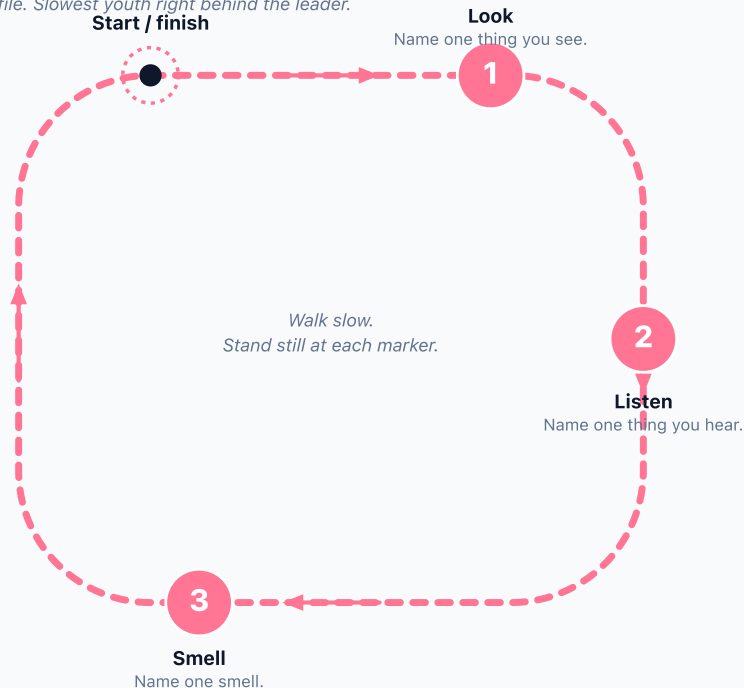 file. Slowest youth right behind the leader.
Start / finish
Look
Name one thing you see.
1
2
Walk slow.
Stand still at each marker.
Listen
Name one thing you hear.
3
Smell
Name one smell.